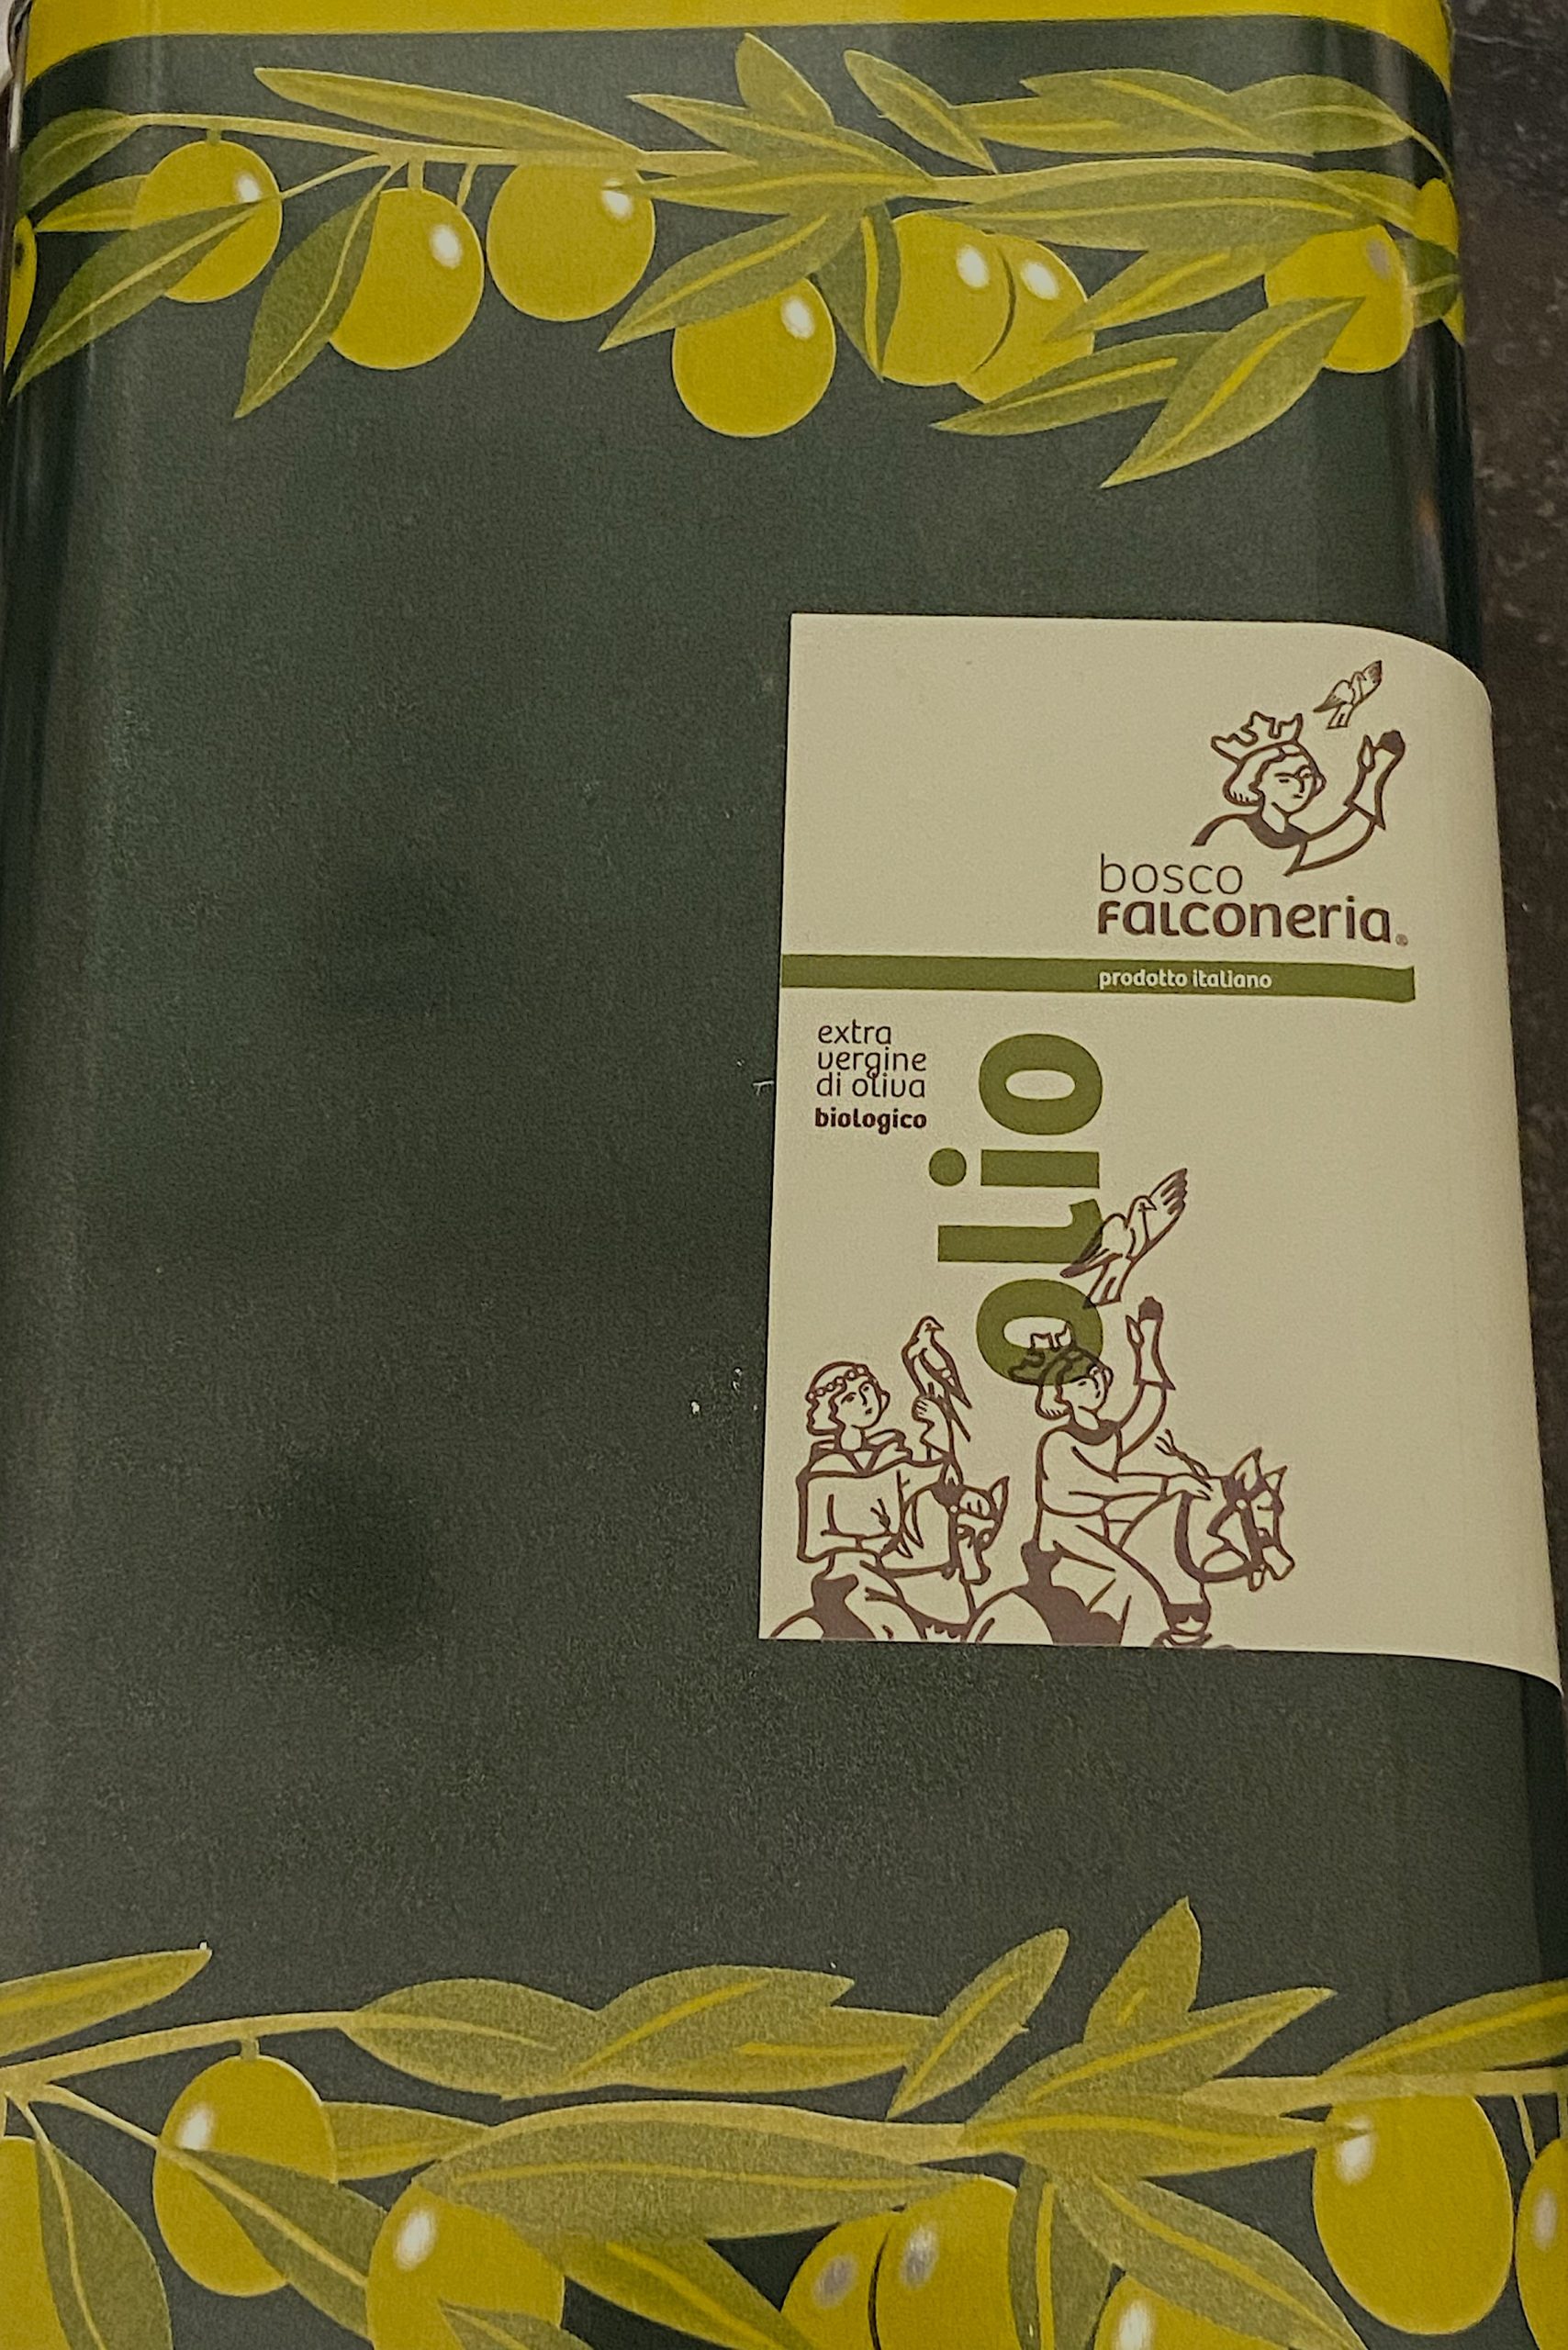 bosco
falconeria®
prodotto italiano
extra
vergine
di oliva
biologico
olio